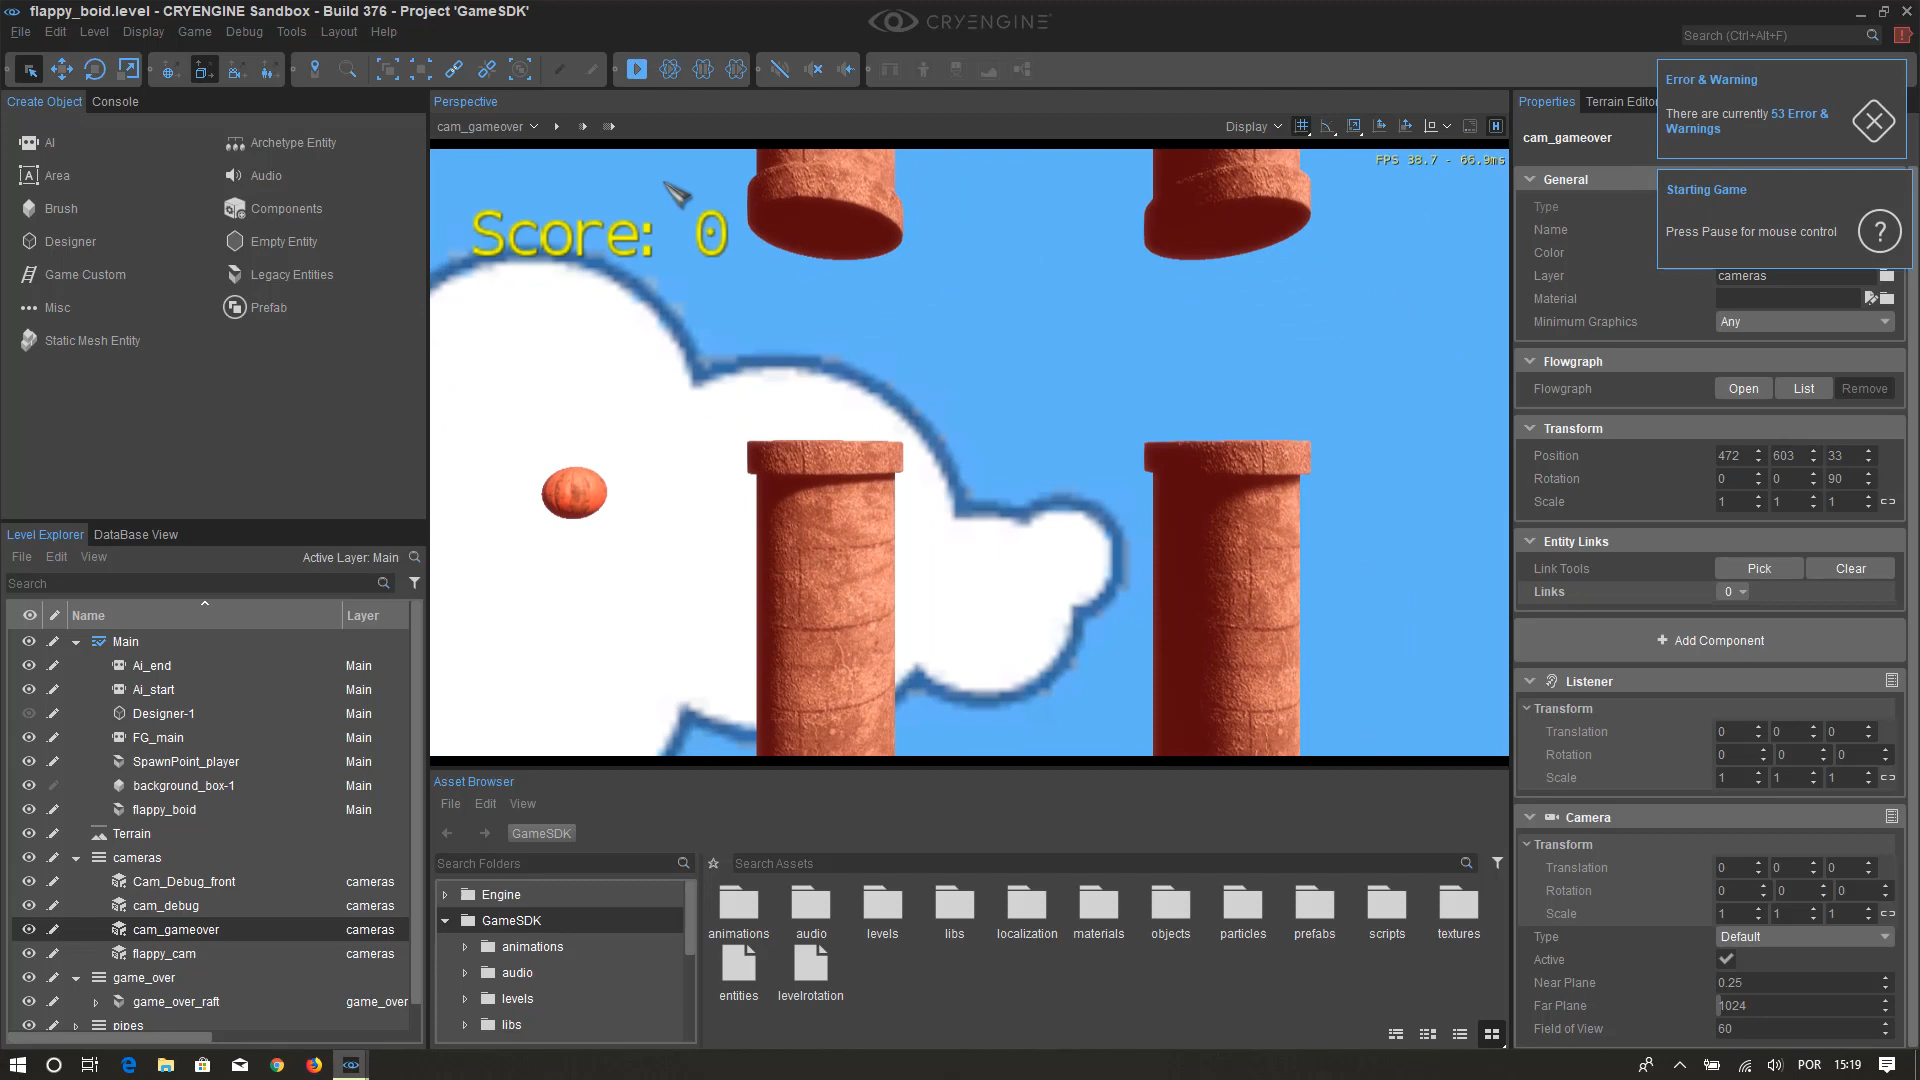 flappy_boid.level - CRYENGINE Sandbox - Build 376 - Project 'GameSDK'
CRYENGINE
File Edit Level Display Game Debug Tools Layout Help
Search (Ctrl+Alt+F)
Create Object Console
AI Archetype Entity
Area Audio
Brush Components
Designer Empty Entity
Game Custom Legacy Entities
Misc Prefab
Static Mesh Entity
Level Explorer DataBase View
File Edit View Active Layer: Main
Search
Name Layer
Main
Ai_end Main
Ai_start Main
Designer-1 Main
FG_main Main
SpawnPoint_player Main
background_box-1 Main
flappy_boid Main
Terrain
cameras
Cam_Debug_front cameras
cam_debug cameras
cam_gameover cameras
flappy_cam cameras
game_over
game_over_raft game_over
pipes
Perspective
cam_gameover Display
FPS 38.7 - 66.9ms
Score: 0
Asset Browser
File Edit View
GameSDK
Search Folders Search Assets
Engine
GameSDK
animations
audio
levels
libs
animations audio levels libs localization materials objects particles prefabs scripts textures
entities levelrotation
Properties Terrain Editor
cam_gameover
Error & Warning
There are currently 53 Error &
Warnings
Starting Game
Press Pause for mouse control
General
Type
Name
Color
Layer cameras
Material
Minimum Graphics Any
Flowgraph
Flowgraph Open List Remove
Transform
Position 472 603 33
Rotation 0 0 90
Scale 1 1 1
Entity Links
Link Tools Pick Clear
Links 0
Add Component
Listener
Transform
Translation 0 0 0
Rotation 0 0 0
Scale 1 1 1
Camera
Transform
Translation 0 0 0
Rotation 0 0 0
Scale 1 1 1
Type Default
Active
Near Plane 0.25
Far Plane 1024
Field of View 60
POR 15:19